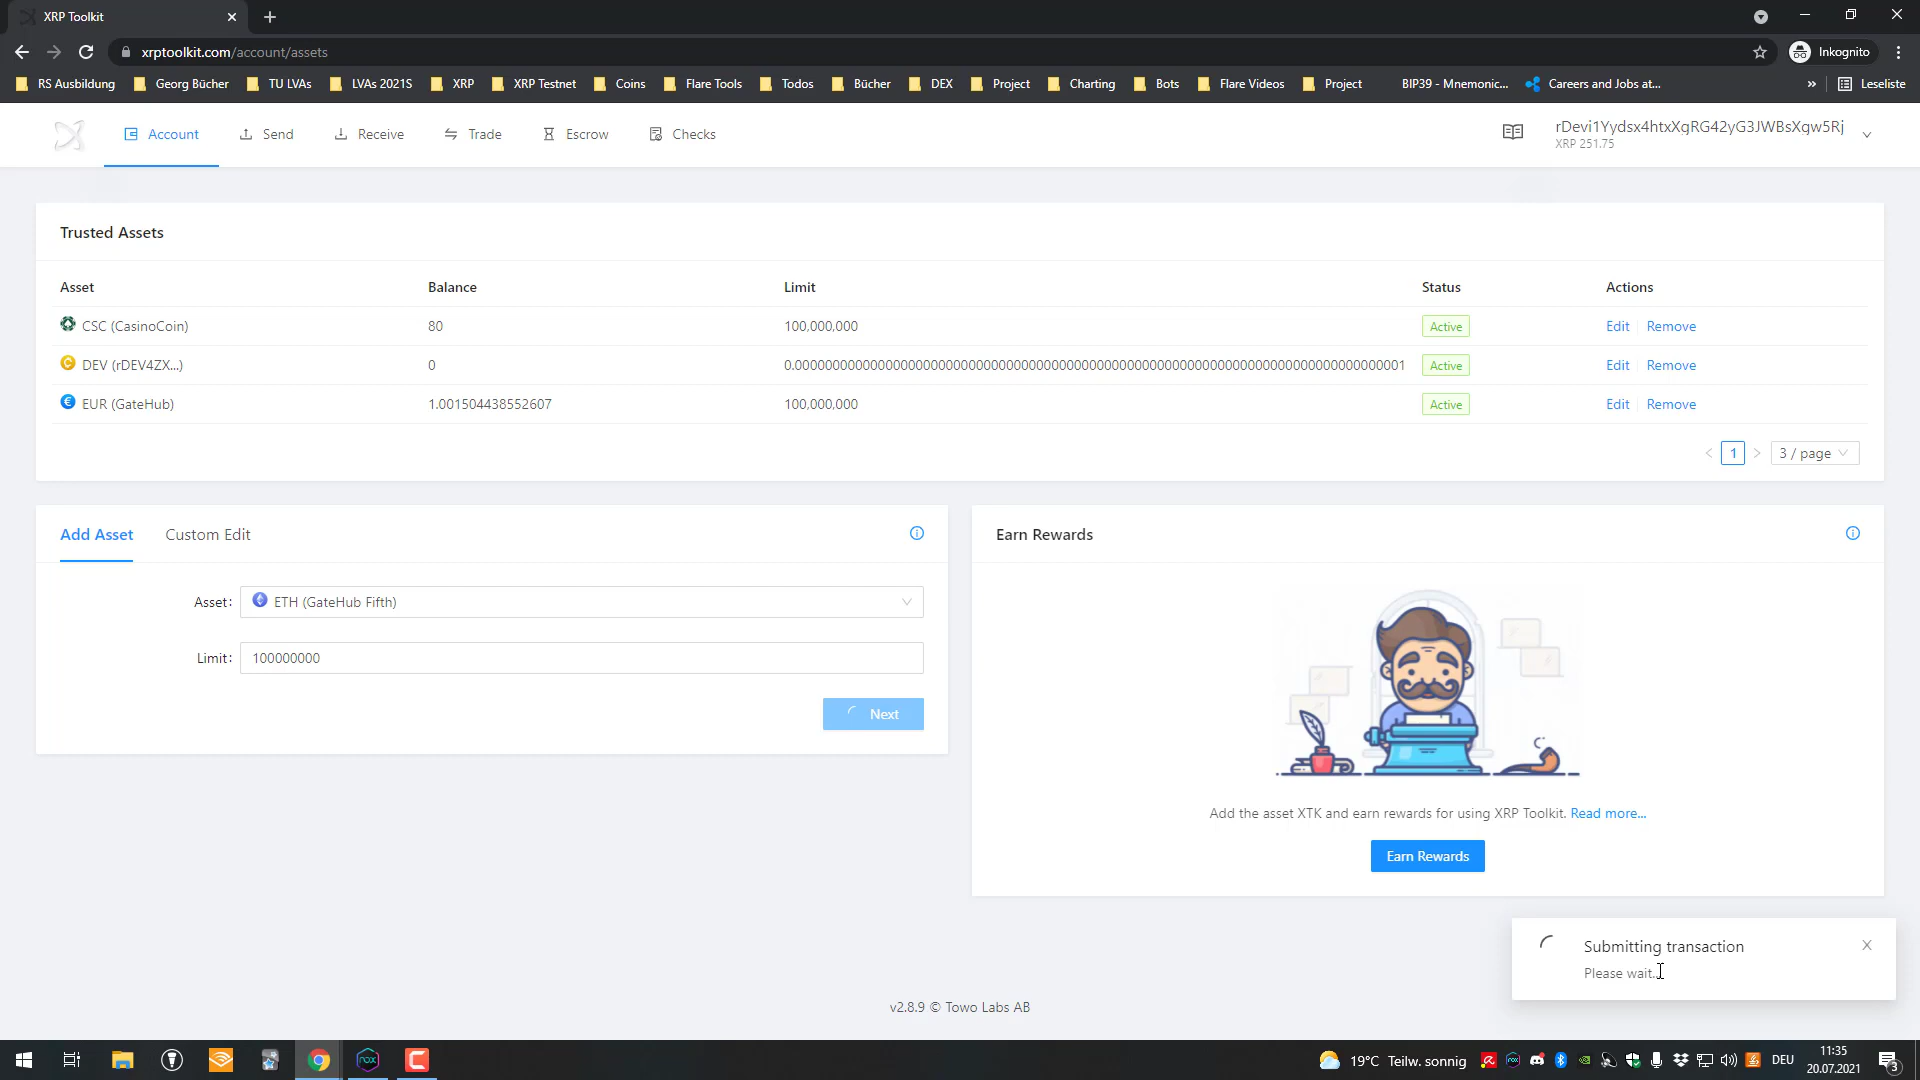 XRP Toolkit
xrptoolkit.com/account/assets
Inkognito
RS Ausbildung
Georg Bücher
TU LVAs
LVAs 2021S
XRP
XRP Testnet
Coins
Flare Tools
Todos
Bücher
DEX
Project
Charting
Bots
Flare Videos
Project
BIP39 - Mnemonic...
Careers and Jobs at...
»
Leseliste
Account
Send
Receive
Trade
Escrow
Checks
rDevi1Yydsx4htxXgRG42yG3JWBsXgw5Rj
XRP 251.75
Trusted Assets
Asset Balance Limit Status Actions
CSC (CasinoCoin) 80 100,000,000 Active Edit Remove
DEV (rDEV4ZX...) 0 Active Edit Remove
EUR (GateHub) 1.001504438552607 100,000,000 Active Edit Remove
< 1 > 3 / page
Add Asset Custom Edit
Asset: ETH (GateHub Fifth)
Limit: 100000000
Next
Earn Rewards
Add the asset XTK and earn rewards for using XRP Toolkit. Read more...
Earn Rewards
Submitting transaction
Please wait...
v2.8.9 © Towo Labs AB
nox
19°C Teilw. sonnig
DEU
11:35
20.07.2021
3